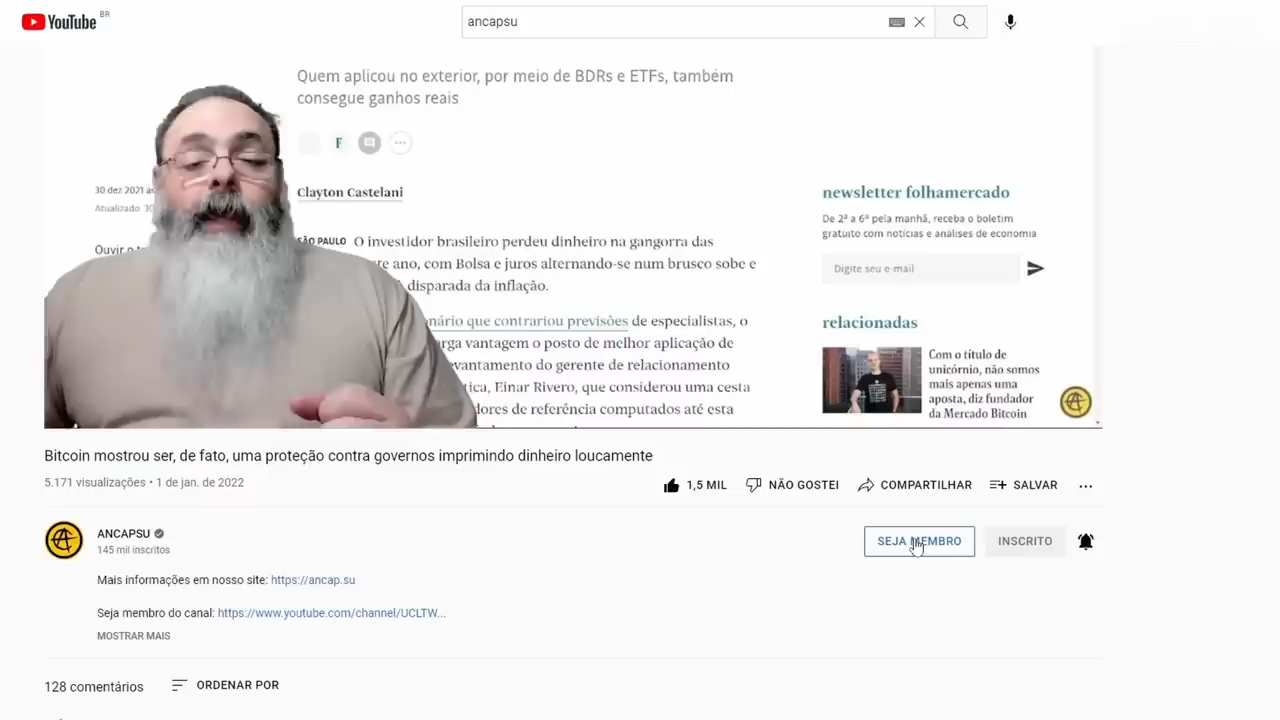 YouTube BR
ancapsu
Quem aplicou no exterior, por meio de BDRs e ETFs, também
consegue ganhos reais
F
30 dez 2021 às
Clayton Castelani
Atualizado 30
Ouvir o
SÃO PAULO O investidor brasileiro perdeu dinheiro na gangorra das
te ano, com Bolsa e juros alternando-se num brusco sobe e
disparada da inflação.
nário que contrariou previsões de especialistas, o
rga vantagem o posto de melhor aplicação de
evantamento do gerente de relacionamento
tica, Einar Rivero, que considerou uma cesta
dores de referência computados até esta
newsletter folhamercado
De 2ª a 6ª pela manhã, receba o boletim
gratuito com notícias e análises de economia
Digite seu e-mail
relacionadas
Com o título de
unicórnio, não somos
mais apenas uma
aposta, diz fundador
da Mercado Bitcoin
Bitcoin mostrou ser, de fato, uma proteção contra governos imprimindo dinheiro loucamente
5.171 visualizações • 1 de jan. de 2022
1,5 MIL NÃO GOSTEI COMPARTILHAR SALVAR
ANCAPSU
145 mil inscritos
SEJA MEMBRO INSCRITO
Mais informações em nosso site: https://ancap.su
Seja membro do canal: https://www.youtube.com/channel/UCLTW...
MOSTRAR MAIS
128 comentários ORDENAR POR